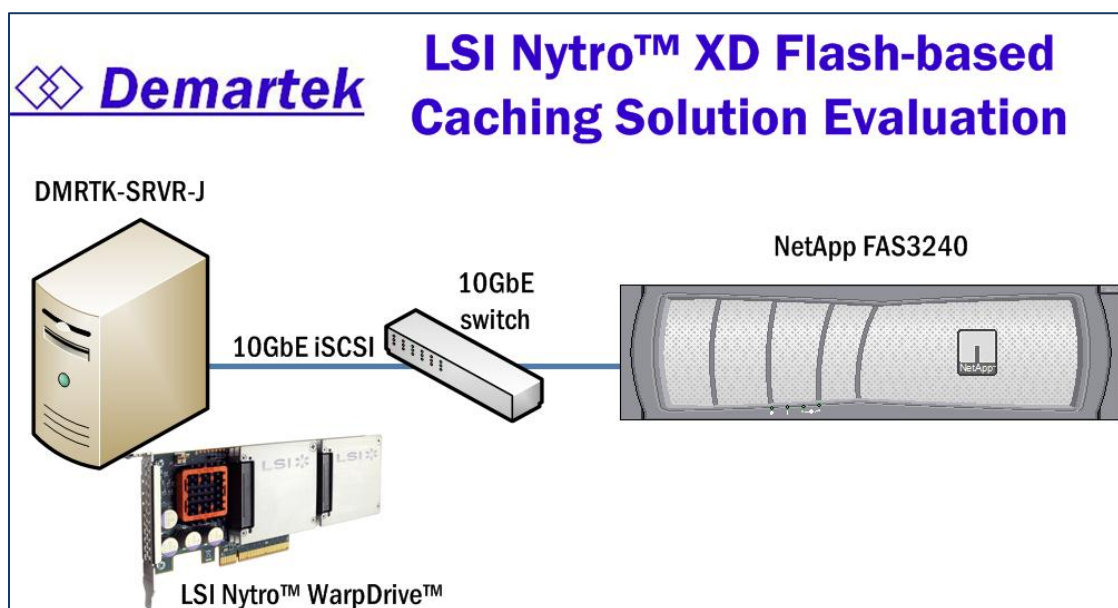 Demartek
LSI Nytro™ XD Flash-based
Caching Solution Evaluation
DMRTK-SRVR-J
NetApp FAS3240
10GbE
switch
10GbE iSCSI
NetApp
LSI
LSI
LSI Nytro™ WarpDrive™